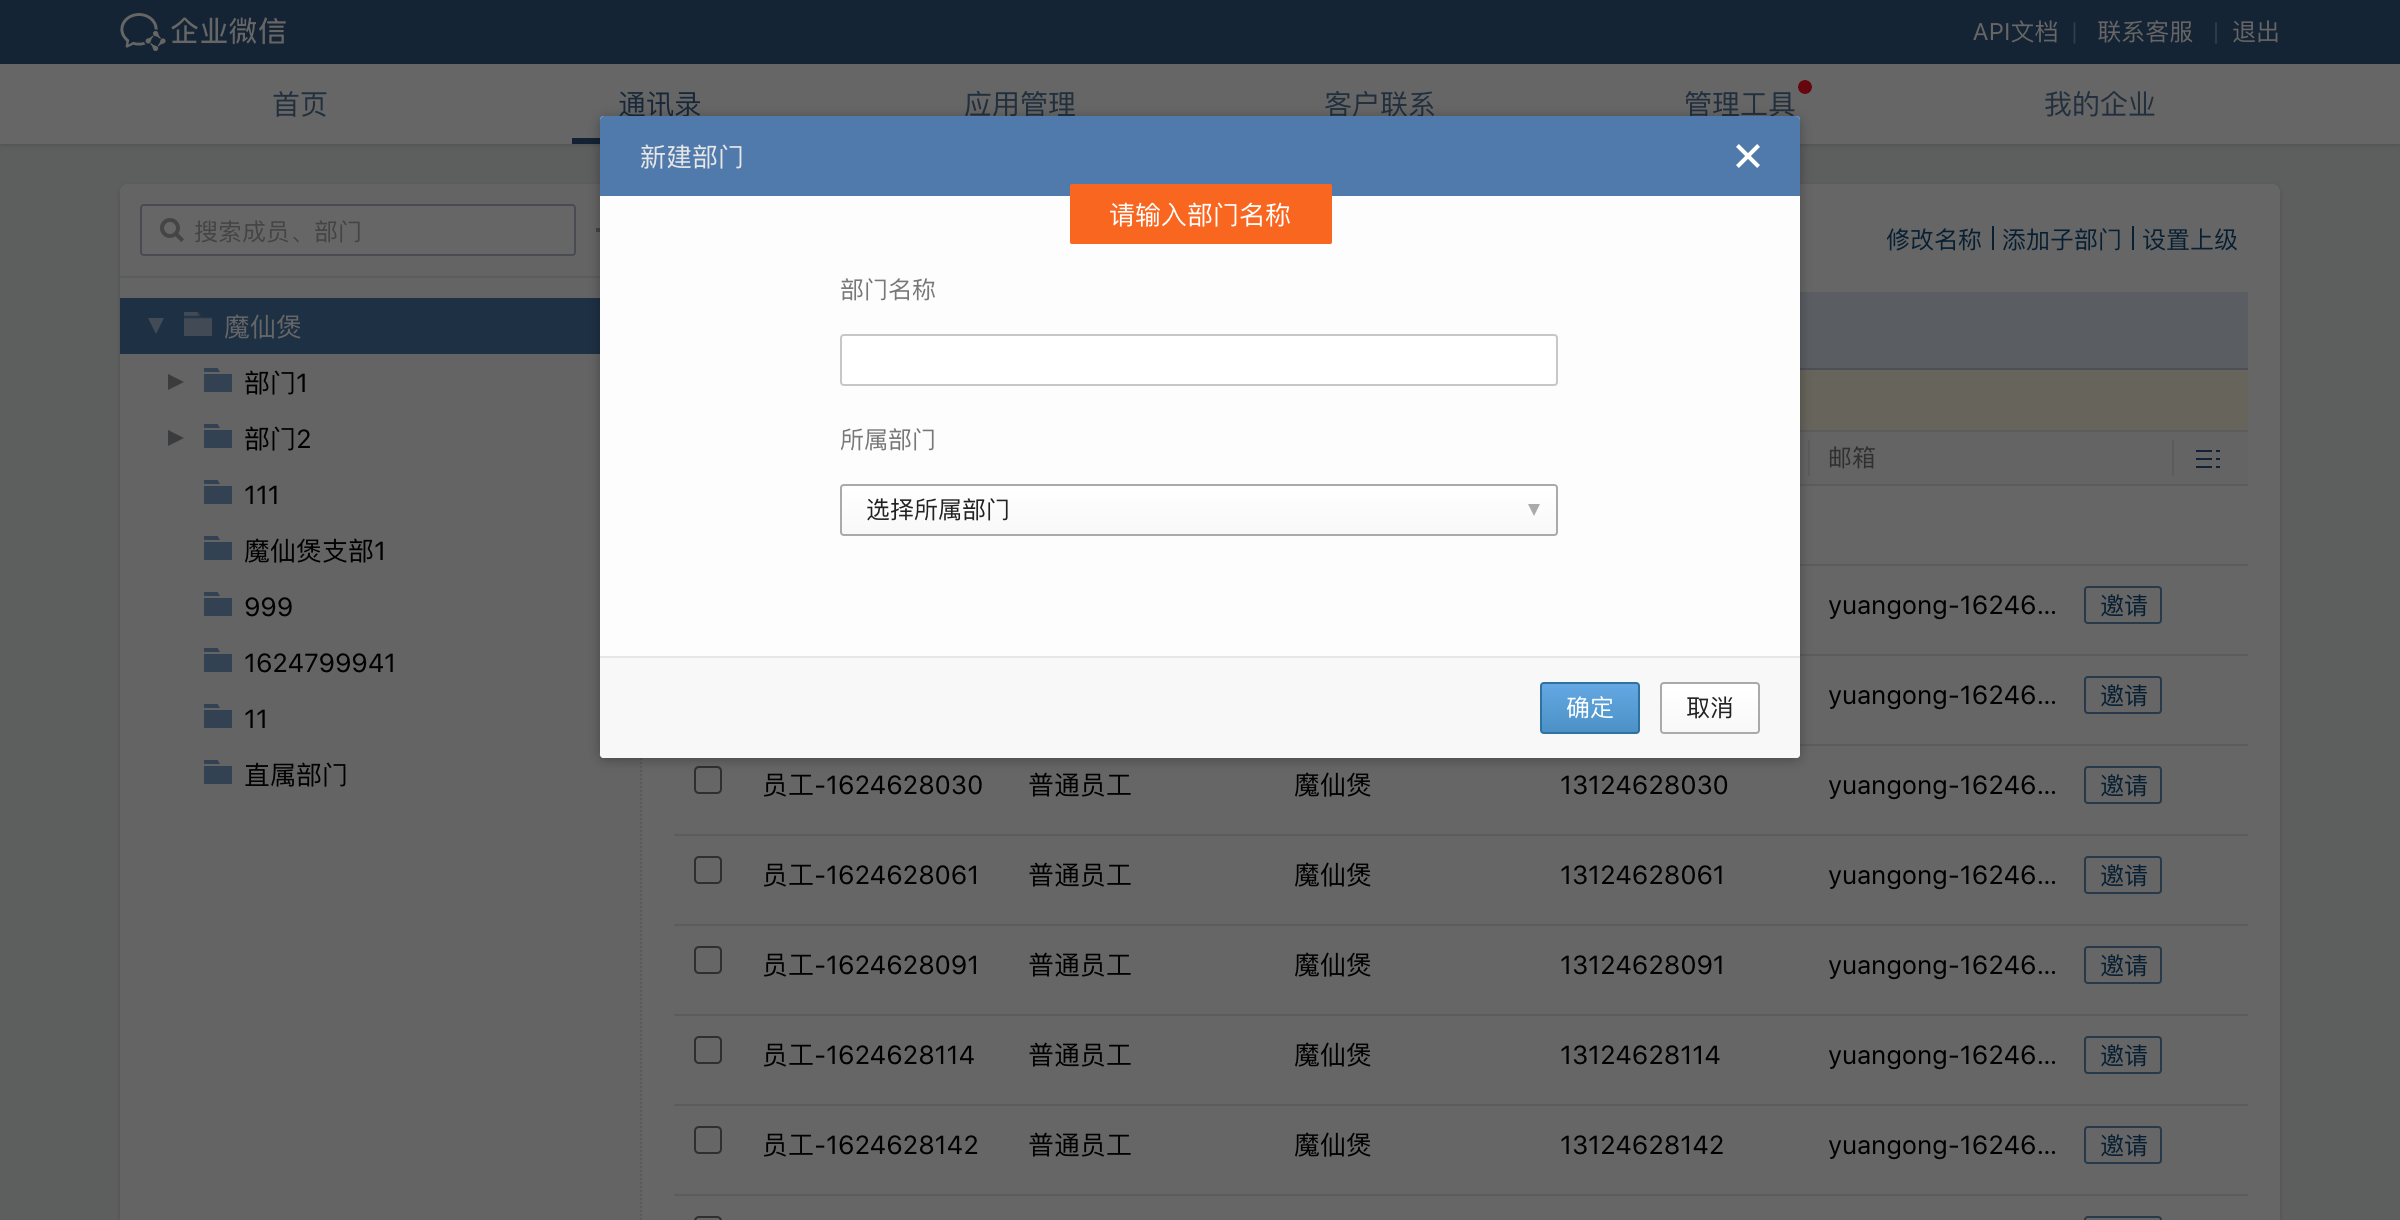 企业微信
API文档 | 联系客服 | 退出
首页 通讯录 应用管理 客户联系 管理工具 我的企业
新建部门
请输入部门名称
搜索成员、部门
修改名称 | 添加子部门 | 设置上级
部门名称
魔仙煲
部门1
部门2
111
魔仙煲支部1
999
1624799941
11
直属部门
所属部门
选择所属部门
确定 取消
邮箱
yuangong-16246... 邀请
yuangong-16246... 邀请
员工-1624628030 普通员工 魔仙煲 13124628030 yuangong-16246... 邀请
员工-1624628061 普通员工 魔仙煲 13124628061 yuangong-16246... 邀请
员工-1624628091 普通员工 魔仙煲 13124628091 yuangong-16246... 邀请
员工-1624628114 普通员工 魔仙煲 13124628114 yuangong-16246... 邀请
员工-1624628142 普通员工 魔仙煲 13124628142 yuangong-16246... 邀请